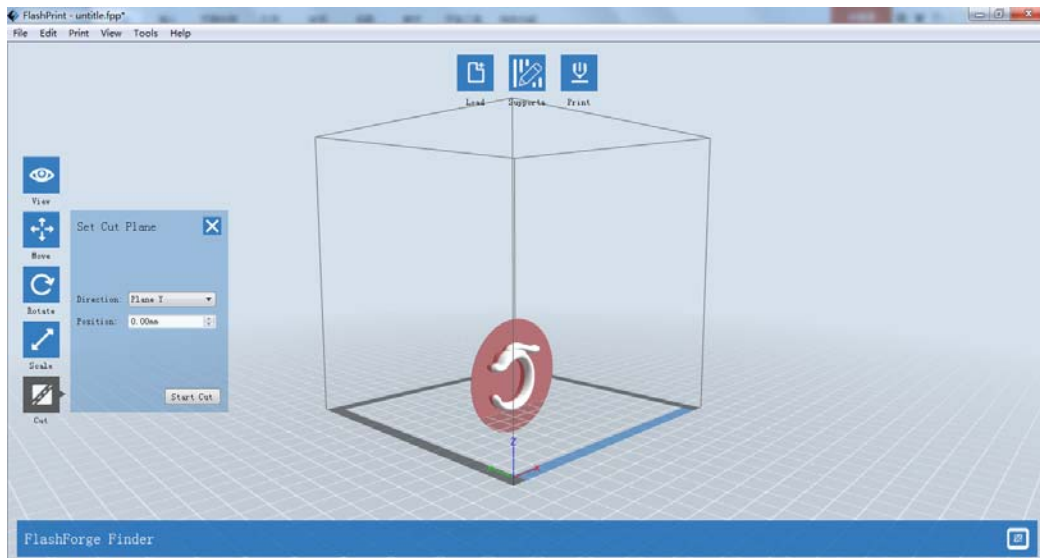 FlashPrint - untitle.fpp*
File Edit Print View Tools Help
Load Supports Print
View
Set Cut Plane
Move
Direction: Plane Y
Rotate
Position: 0.00mm
Scale
Start Cut
Cut
Z
FlashForge Finder